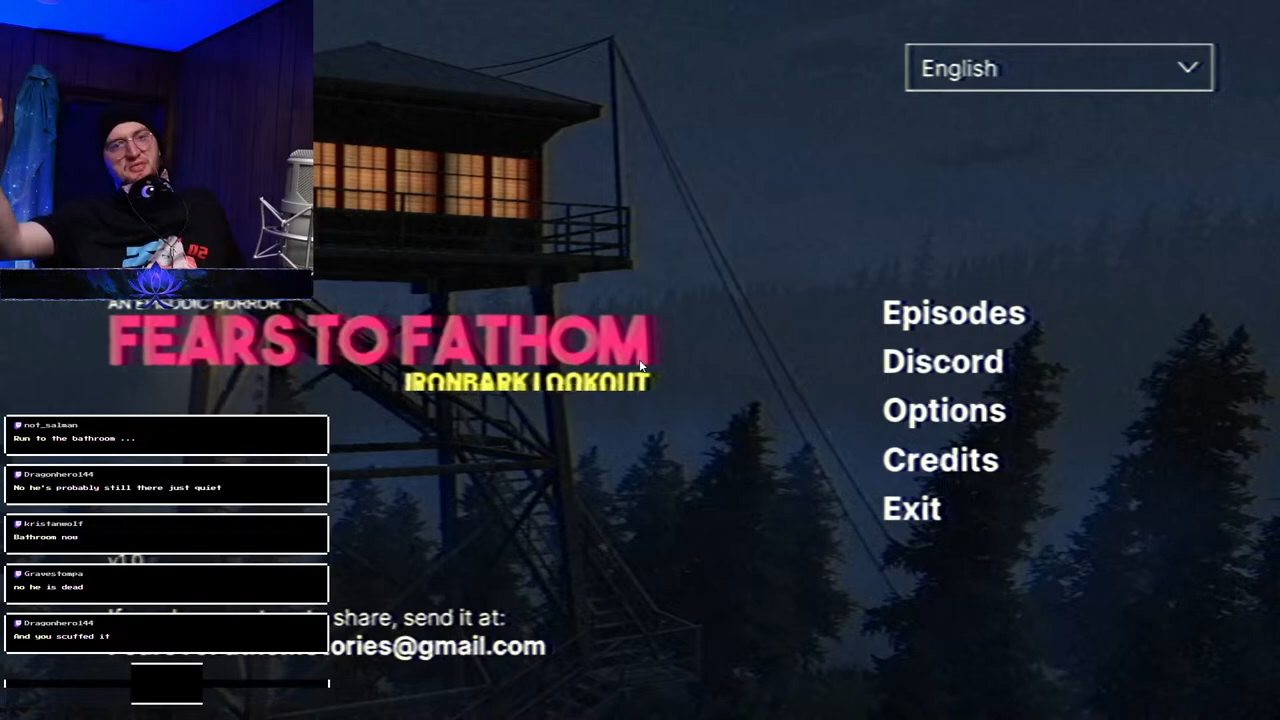 English
AN EPISODIC HORROR
FEARS TO FATHOM
IRONBARK LOOKOUT
Episodes
Discord
Options
Credits
Exit
not_salman
Run to the bathroom ...
Dragonhero144
No he's probably still there just quiet
kristanwolf
Bathroom now
Gravestompa
no he is dead
Dragonhero144
And you scuffed it
v1.0
share, send it at:
ories@gmail.com